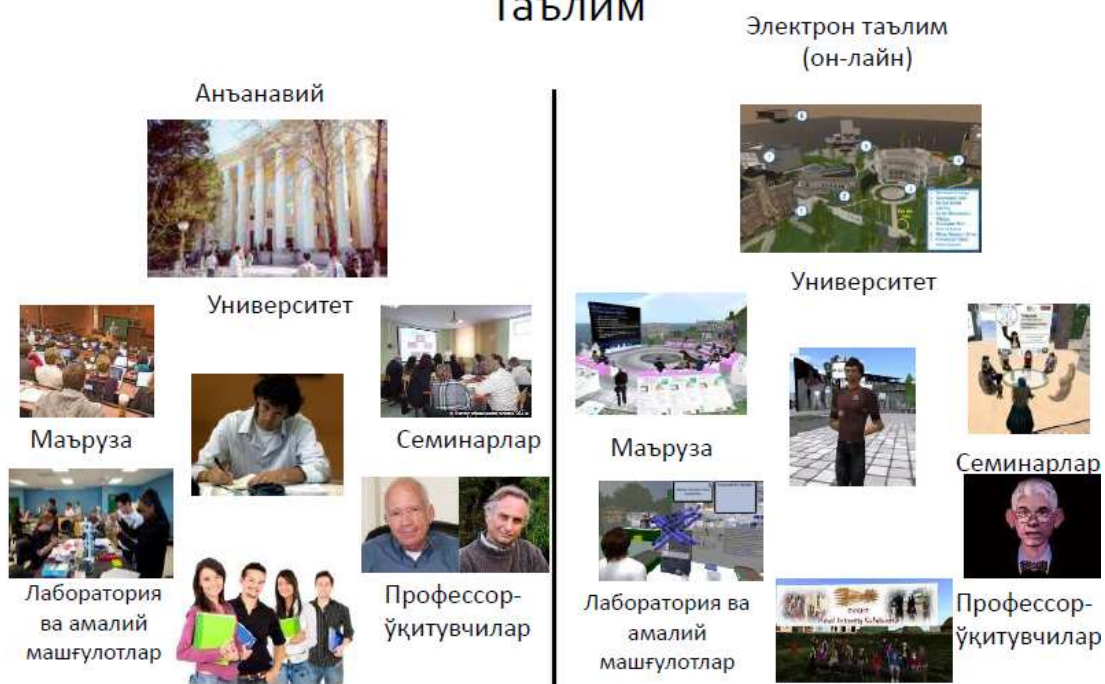 Таълим
Электрон таълим
(он-лайн)
Анъанавий
Университет
Маъруза
Семинарлар
Лаборатория
ва амалий
машғулотлар
Профессор-
ўқитувчилар
Университет
Маъруза
Семинарлар
Лаборатория ва
амалий
машғулотлар
Профессор-
ўқитувчилар